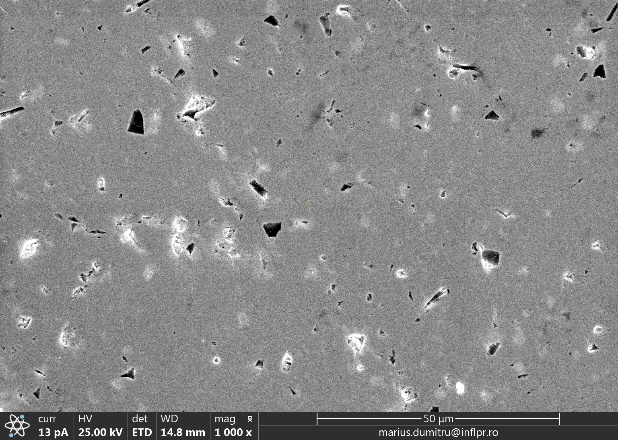 curr HV det WD mag 50 µm
13 pA 25.00 kV ETD 14.8 mm 1 000 x marius.dumitru@inflpr.ro